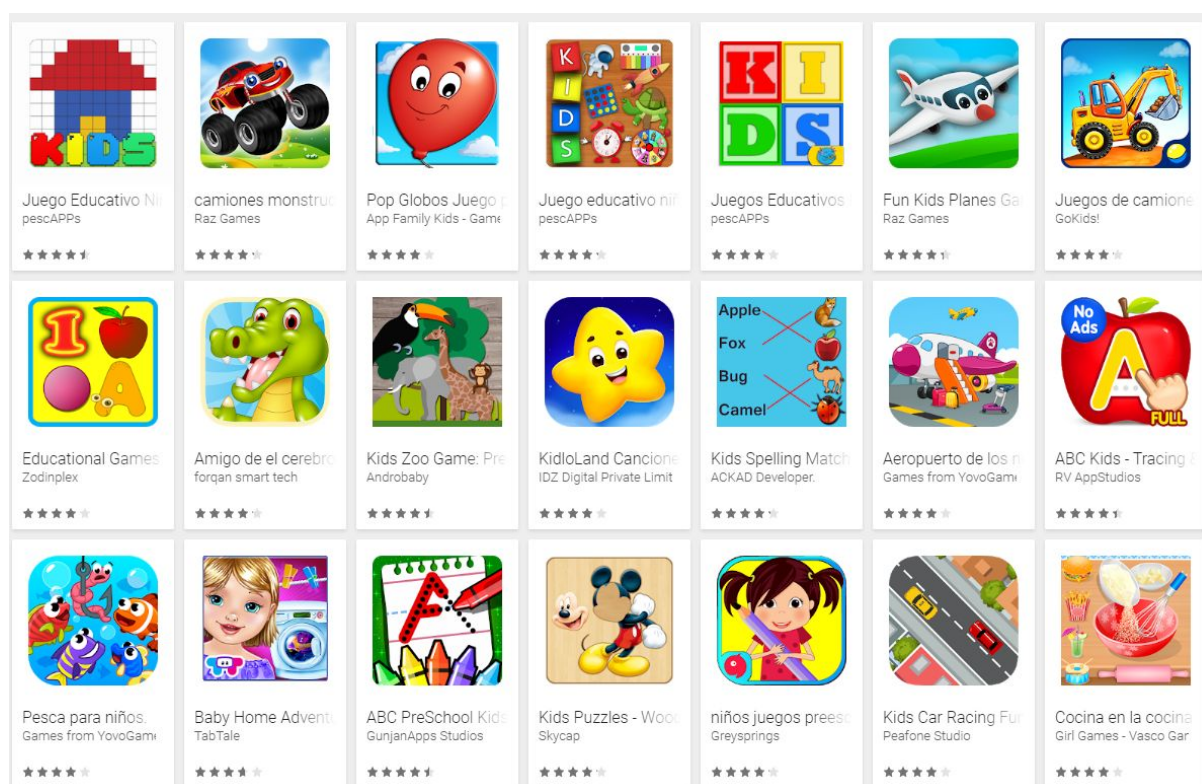 KIDS
K
I
D
S
K I
D S
Juego Educativo Ni
camiones monstruc
Pop Globos Juego p
Juego educativo niñ
Juegos Educativos
Fun Kids Planes Ga
Juegos de camione
pescAPPs
Raz Games
App Family Kids - Game
pescAPPs
pescAPPs
Raz Games
GoKids!
1
A
Apple
Fox
Bug
Camel
No
Ads
A
FULL
Educational Games
Amigo de el cerebro
Kids Zoo Game: Pre
KidloLand Cancione
Kids Spelling Match
Aeropuerto de los n
ABC Kids - Tracing &
Zodinplex
forqan smart tech
Androbaby
IDZ Digital Private Limit
ACKAD Developer.
Games from YovoGame
RV AppStudios
A
Pesca para niños.
Baby Home Adventu
ABC PreSchool Kids
Kids Puzzles - Wood
niños juegos preesc
Kids Car Racing Fun
Cocina en la cocina
Games from YovoGame
TabTale
GunjanApps Studios
Skycap
Greysprings
Peafone Studio
Girl Games - Vasco Gar